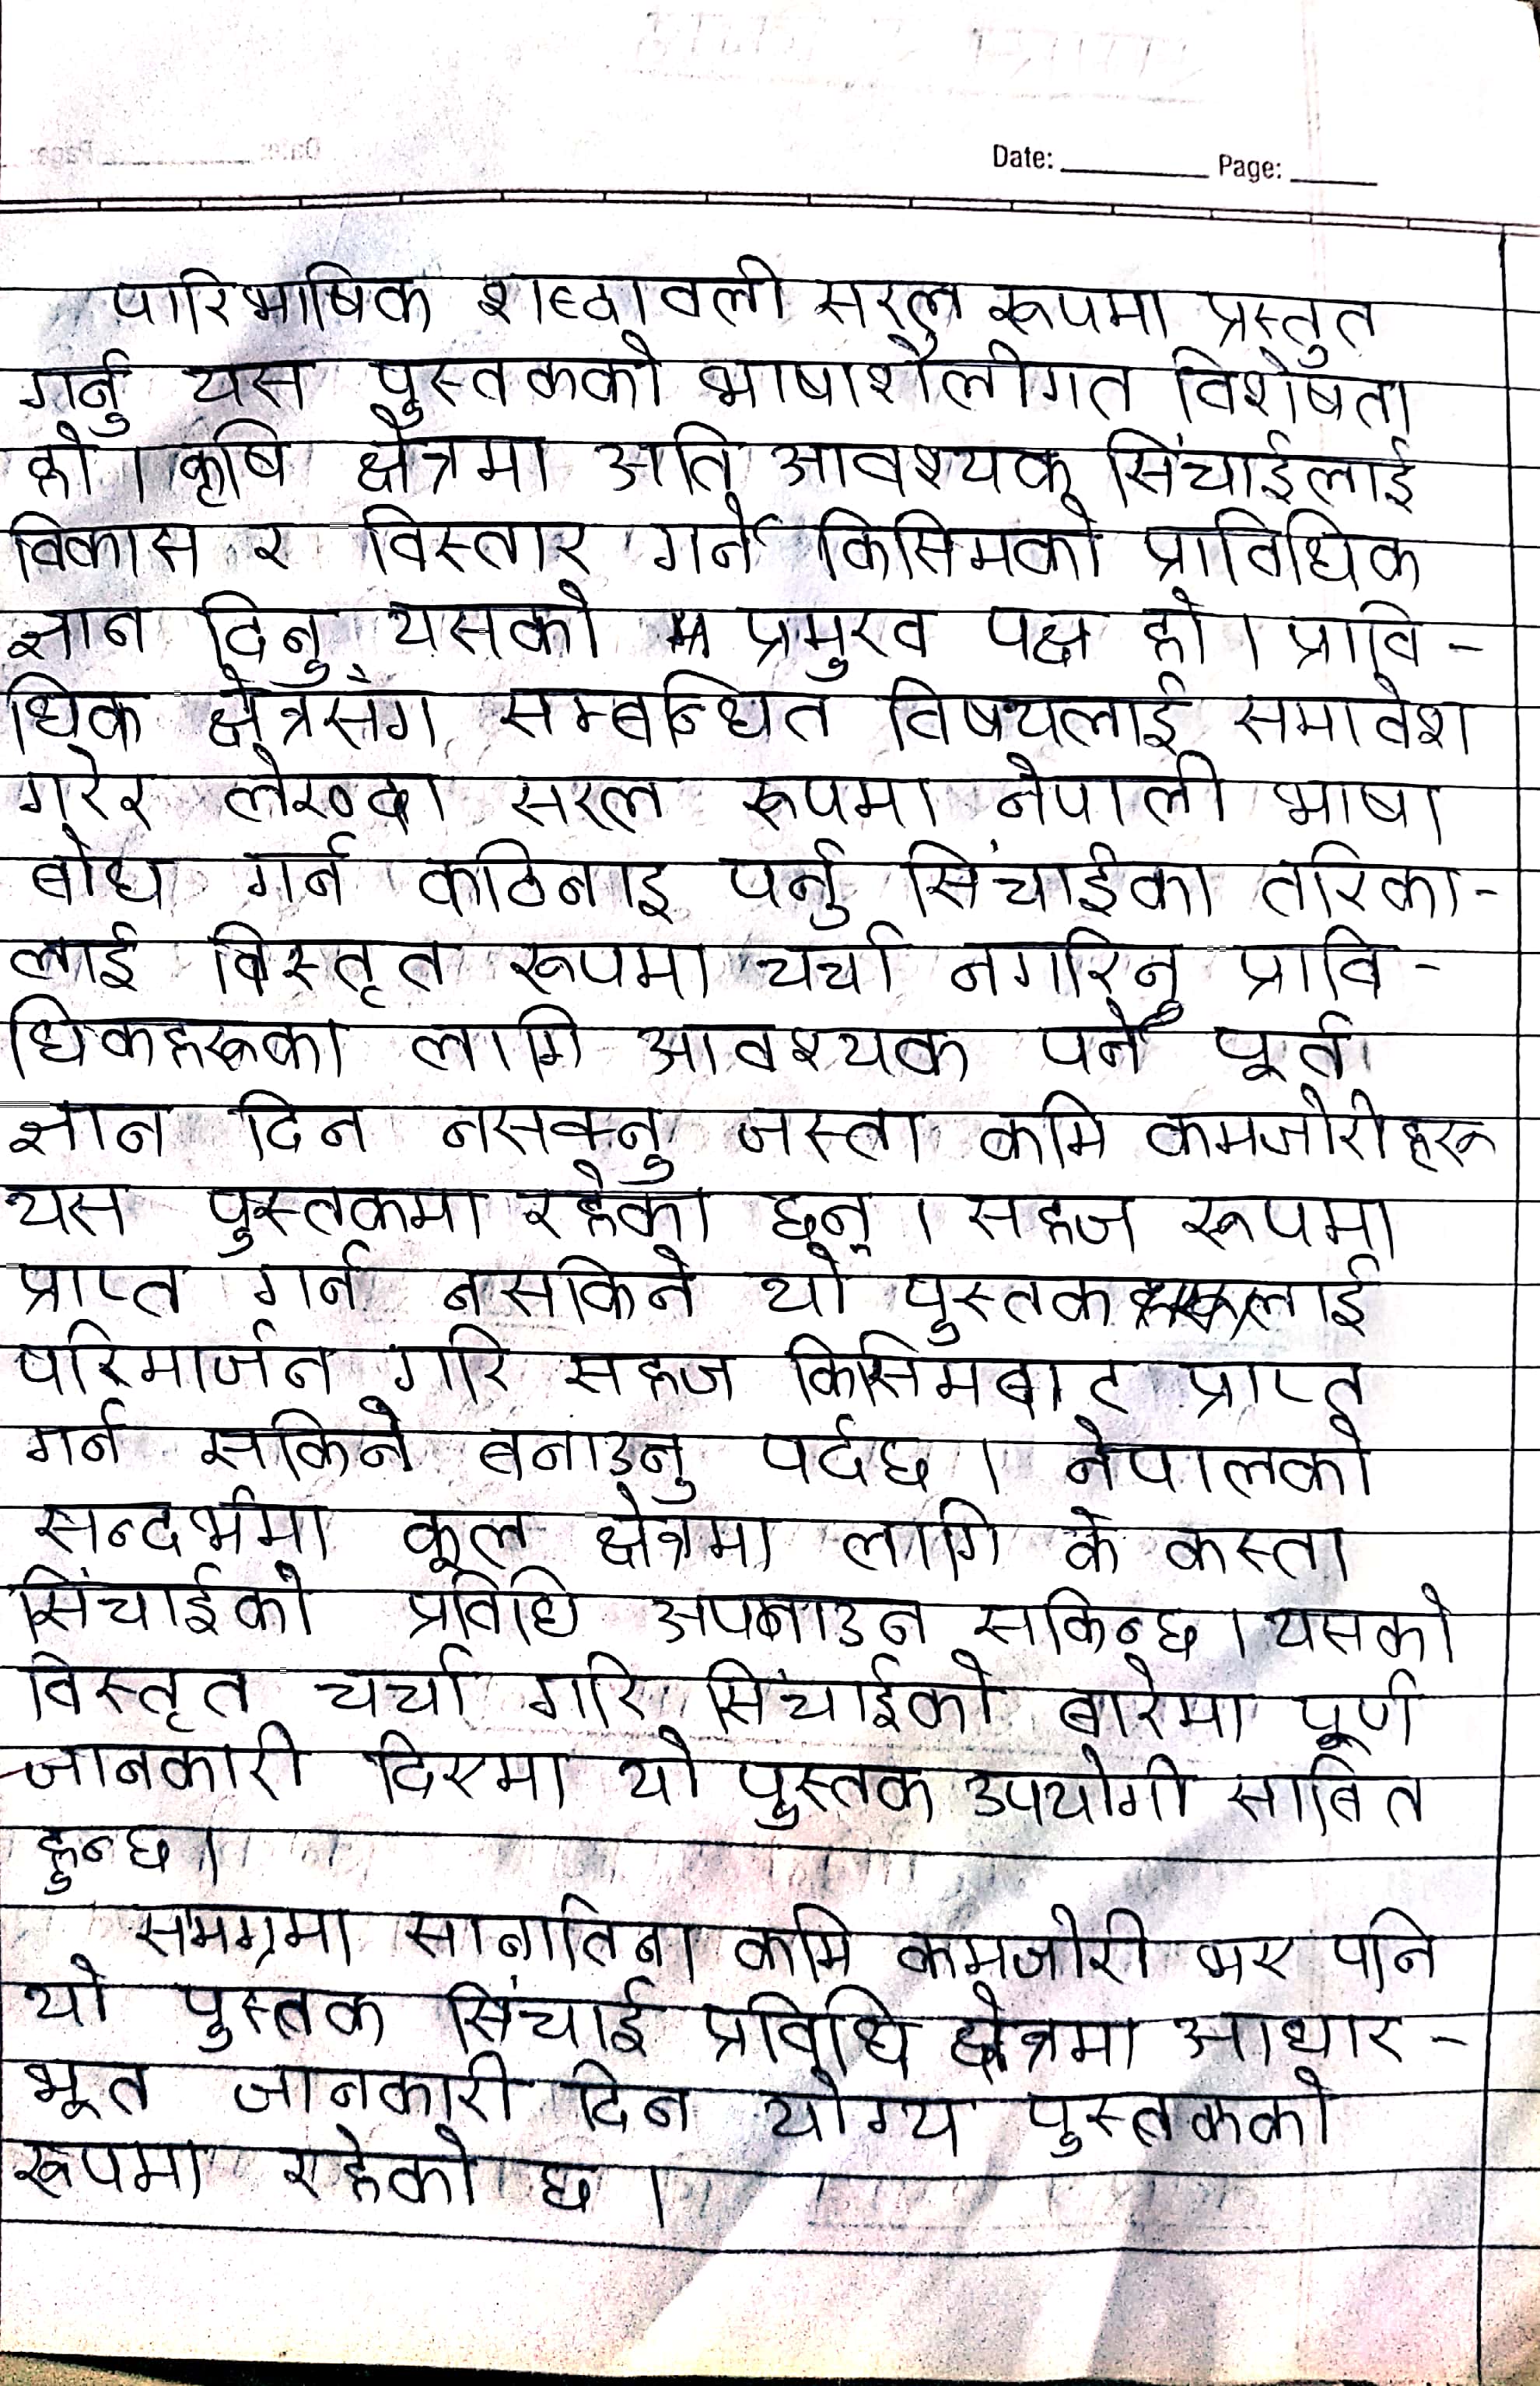 Date: ________ Page: ____
पारिभाषिक शब्दावली सरल रूपमा प्रस्तुत
गर्नु यस पुस्तकको भाषाशैलीगत विशेषता
हो । कृषि क्षेत्रमा अति आवश्यक सिंचाईलाई
विकास र विस्तार गर्ने किसिमको प्राविधिक
ज्ञान दिनु यसको प्रमुख पक्ष हो । प्रावि-
धिक क्षेत्रसँग सम्बन्धित विषयलाई समावेश
गरेर लेख्दा सरल रूपमा नेपाली भाषा
बोध गर्न कठिनाइ पर्नु सिंचाईका तरिका-
लाई विस्तृत रूपमा चर्चा नगरिनु प्रावि-
धिकहरूका लागि आवश्यक पर्ने पूर्व
ज्ञान दिन नसक्नु जस्ता कमि कमजोरीहरू
यस पुस्तकमा रहेका छन् । सहज रूपमा
प्राप्त गर्न नसकिने यो पुस्तकलाई
परिमार्जन गरि सहज किसिमबाट प्राप्त
गर्न सकिने बनाउनु पर्दछ । नेपालको
सन्दर्भमा कूल क्षेत्रमा लागि के कस्ता
सिंचाईको प्रविधि अपनाउन सकिन्छ । यसको
विस्तृत चर्चा गरि सिंचाईको बारेमा पूर्ण
जानकारी दिएमा यो पुस्तक उपयोगी साबित
हुन्छ ।
समग्रमा सानातिना कमि कमजोरी भए पनि
यो पुस्तक सिंचाई प्रविधि क्षेत्रमा आधार-
भूत जानकारी दिन योग्य पुस्तकको
रूपमा रहेको छ ।